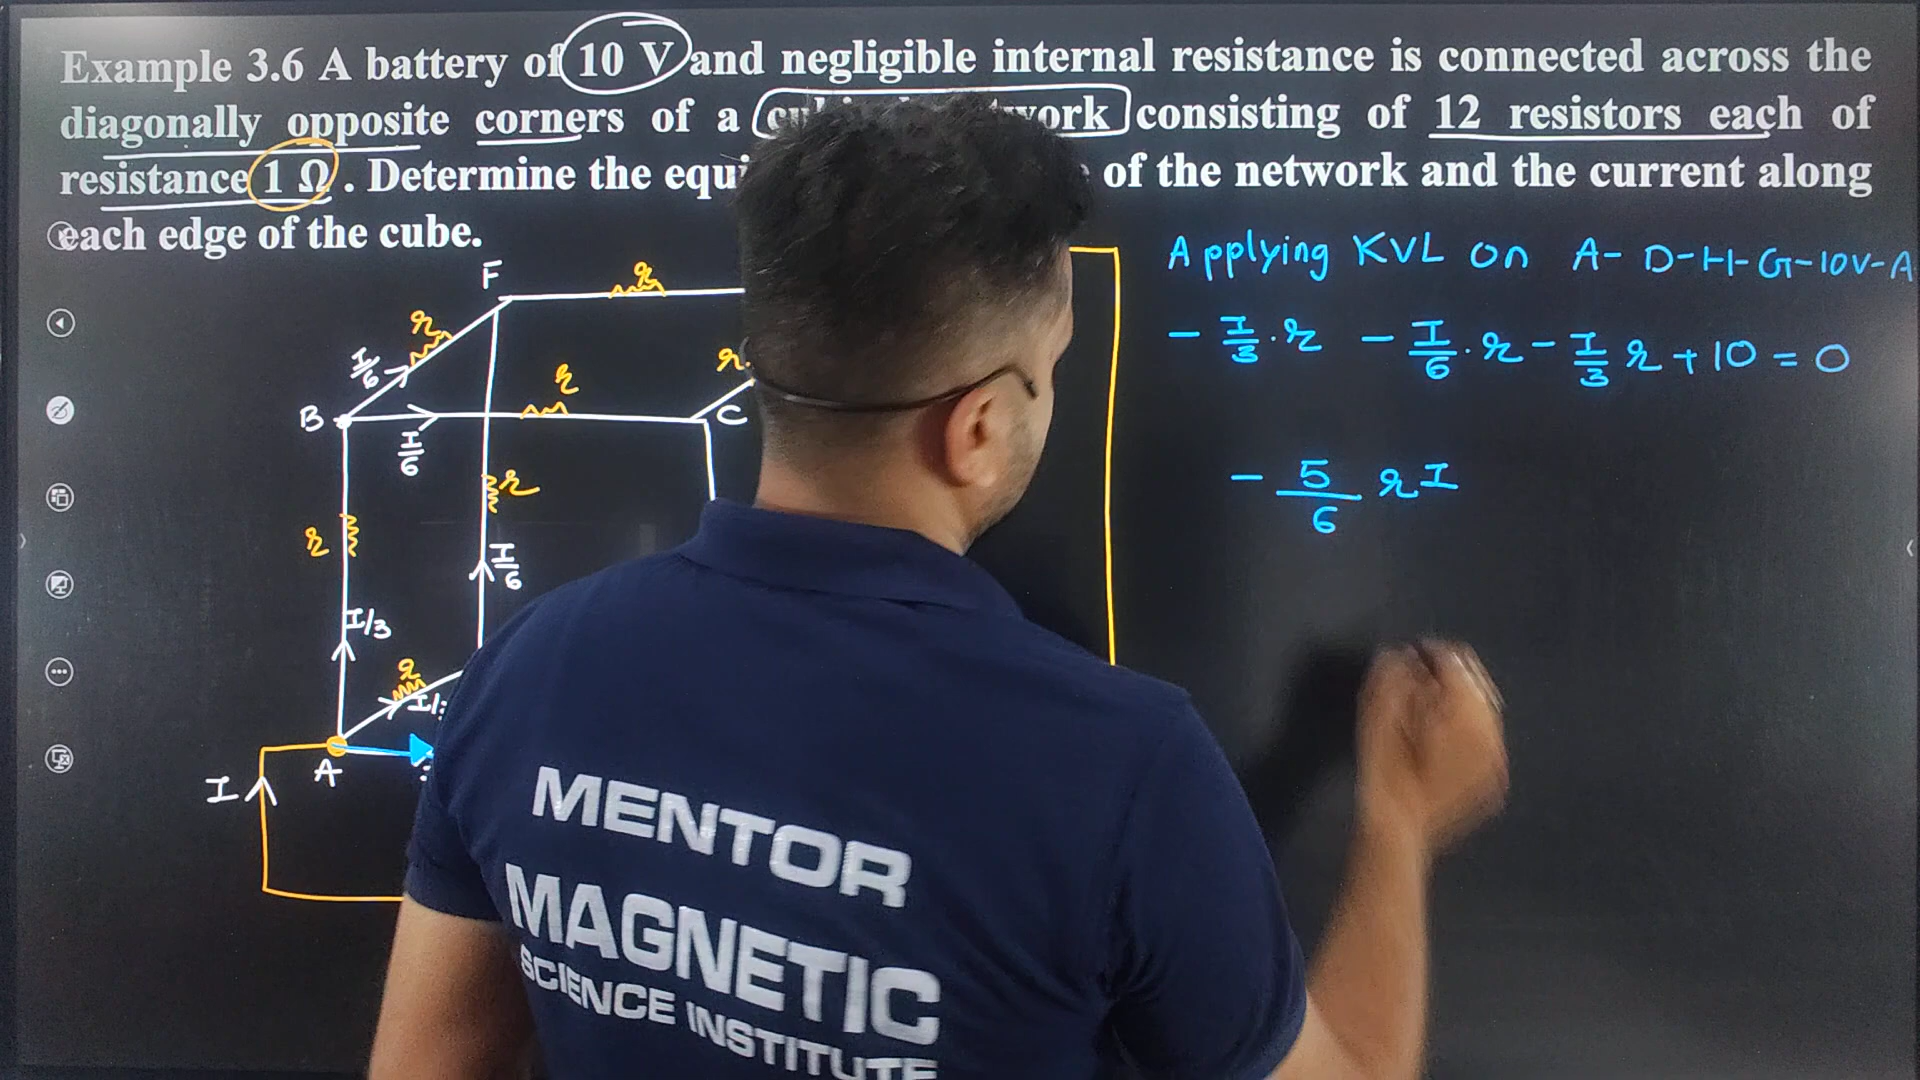 Example 3.6 A battery of 10 V and negligible internal resistance is connected across the
diagonally opposite corners of a work consisting of 12 resistors each of
resistance 1 Ω . Determine the of the network and the current along
each edge of the cube.
Applying KVL on A- D-H-G-10V-A
- I/3 . r - I/6 . r - I/3 r + 10 = 0
- 5/6 r I
F
r
r
I/6
r
r
B
C
I/6
r
r
I/6
I/3
r
A
I
MENTOR
MAGNETIC
SCIENCE INSTITUTE